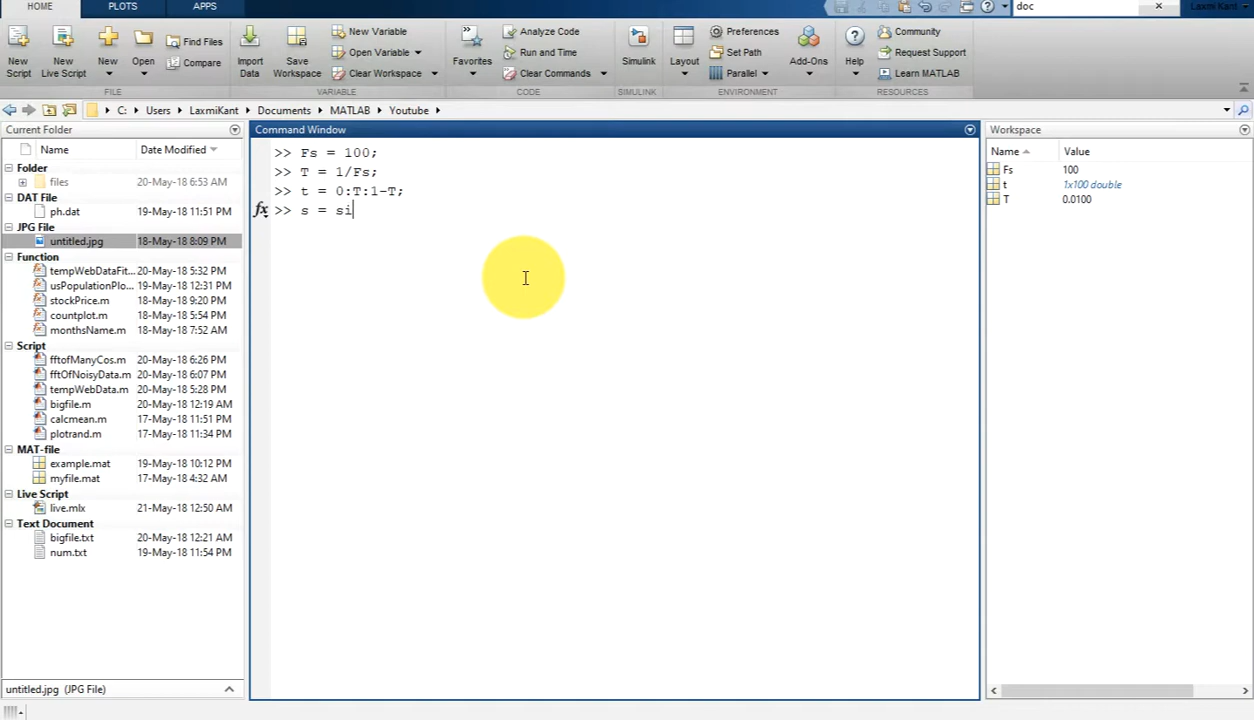 HOME PLOTS APPS doc Laxmi Kant
New Script
New Live Script
New
Open
Find Files
Compare
Import Data
Save Workspace
New Variable
Open Variable
Clear Workspace
Favorites
Analyze Code
Run and Time
Clear Commands
Simulink
Layout
Preferences
Set Path
Parallel
Add-Ons
Help
Community
Request Support
Learn MATLAB
FILE VARIABLE CODE SIMULINK ENVIRONMENT RESOURCES
C: Users LaxmiKant Documents MATLAB Youtube
Current Folder
Name Date Modified
Folder
files 20-May-18 6:53 AM
DAT File
ph.dat 19-May-18 11:51 PM
JPG File
untitled.jpg 18-May-18 8:09 PM
Function
tempWebDataFit... 20-May-18 5:32 PM
usPopulationPlo... 19-May-18 12:31 PM
stockPrice.m 18-May-18 9:20 PM
countplot.m 18-May-18 5:54 PM
monthsName.m 18-May-18 7:52 AM
Script
fftofManyCos.m 20-May-18 6:26 PM
fftOfNoisyData.m 20-May-18 6:07 PM
tempWebData.m 20-May-18 5:28 PM
bigfile.m 20-May-18 12:19 AM
calcmean.m 17-May-18 11:51 PM
plotrand.m 17-May-18 11:34 PM
MAT-file
example.mat 19-May-18 10:12 PM
myfile.mat 17-May-18 4:32 AM
Live Script
live.mlx 21-May-18 12:50 AM
Text Document
bigfile.txt 20-May-18 12:21 AM
num.txt 19-May-18 11:54 PM
untitled.jpg (JPG File)
Command Window
>> Fs = 100;
>> T = 1/Fs;
>> t = 0:T:1-T;
fx >> s = si
Workspace
Name Value
Fs 100
t 1x100 double
T 0.0100